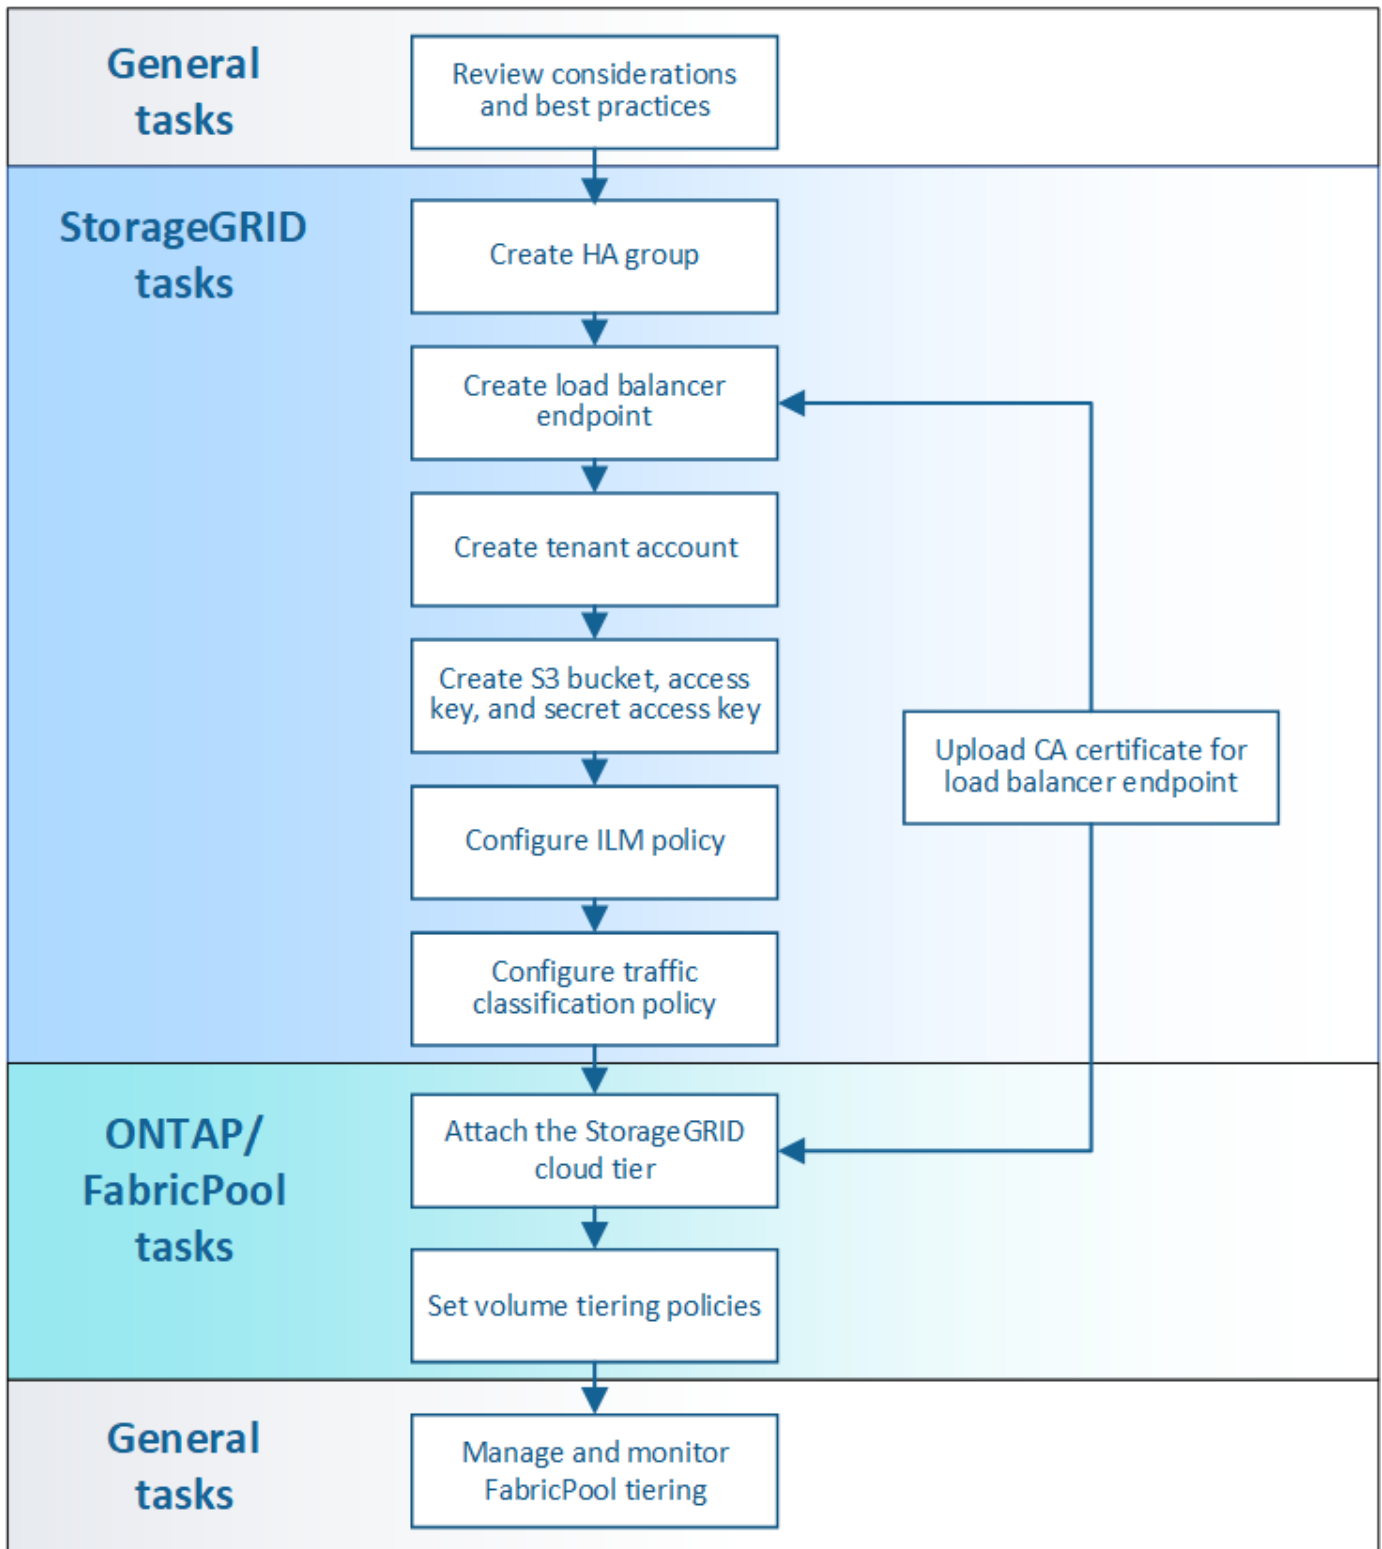 General
tasks
Review considerations
and best practices
StorageGRID
tasks
Create HA group
Create load balancer
endpoint
Create tenant account
Create S3 bucket, access
key, and secret access key
Upload CA certificate for
load balancer endpoint
Configure ILM policy
Configure traffic
classification policy
ONTAP/
FabricPool
tasks
Attach the StorageGRID
cloud tier
Set volume tiering policies
General
tasks
Manage and monitor
FabricPool tiering